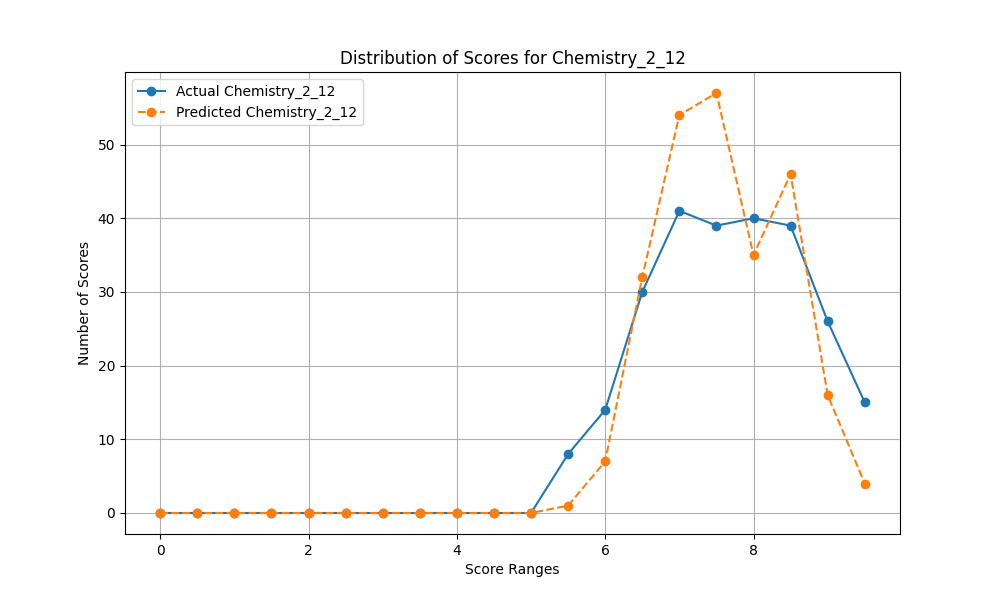 Distribution of Scores for Chemistry_2_12
Actual Chemistry_2_12
Predicted Chemistry_2_12
Number of Scores
50
40
30
20
10
0
0 2 4 6 8
Score Ranges